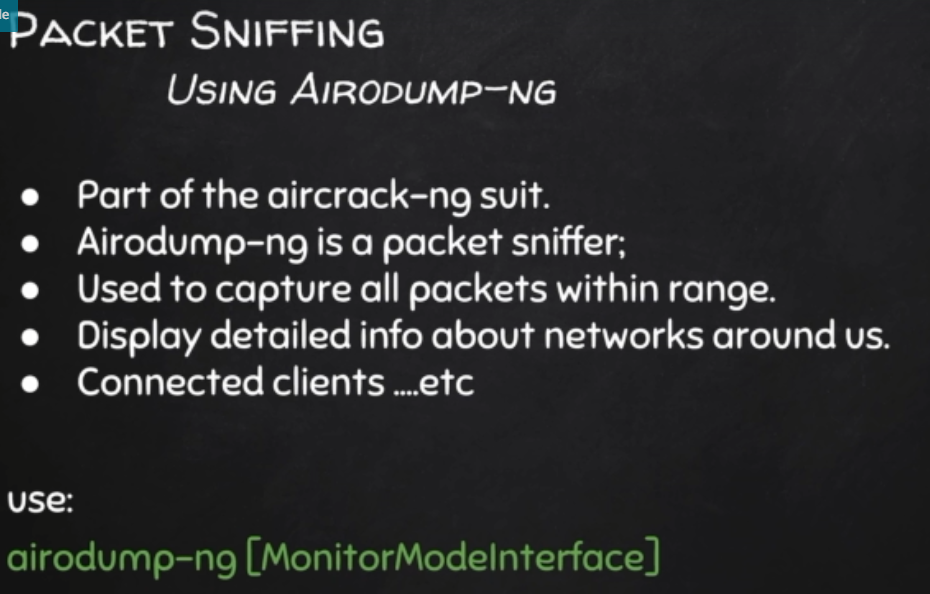 le
PACKET SNIFFING
USING AIRODUMP-NG
● Part of the aircrack-ng suit.
● Airodump-ng is a packet sniffer;
● Used to capture all packets within range.
● Display detailed info about networks around us.
● Connected clients ....etc
use:
airodump-ng [MonitorModeInterface]